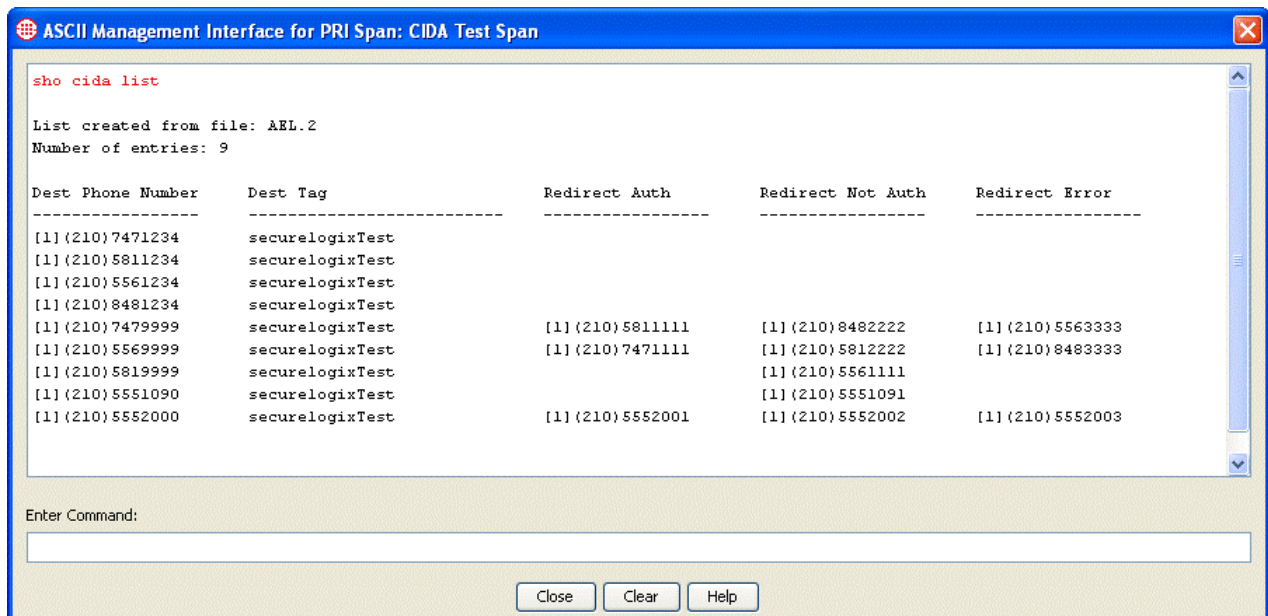 ASCII Management Interface for PRI Span: CIDA Test Span
sho cida list
List created from file: AEL.2
Number of entries: 9
Dest Phone Number Dest Tag Redirect Auth Redirect Not Auth Redirect Error
----------------- -------------------------- ----------------- ----------------- -----------------
[1](210)7471234 securelogixTest
[1](210)5811234 securelogixTest
[1](210)5561234 securelogixTest
[1](210)8481234 securelogixTest
[1](210)7479999 securelogixTest [1](210)5811111 [1](210)8482222 [1](210)5563333
[1](210)5569999 securelogixTest [1](210)7471111 [1](210)5812222 [1](210)8483333
[1](210)5819999 securelogixTest [1](210)5561111
[1](210)5551090 securelogixTest [1](210)5551091
[1](210)5552000 securelogixTest [1](210)5552001 [1](210)5552002 [1](210)5552003
Enter Command:
Close Clear Help